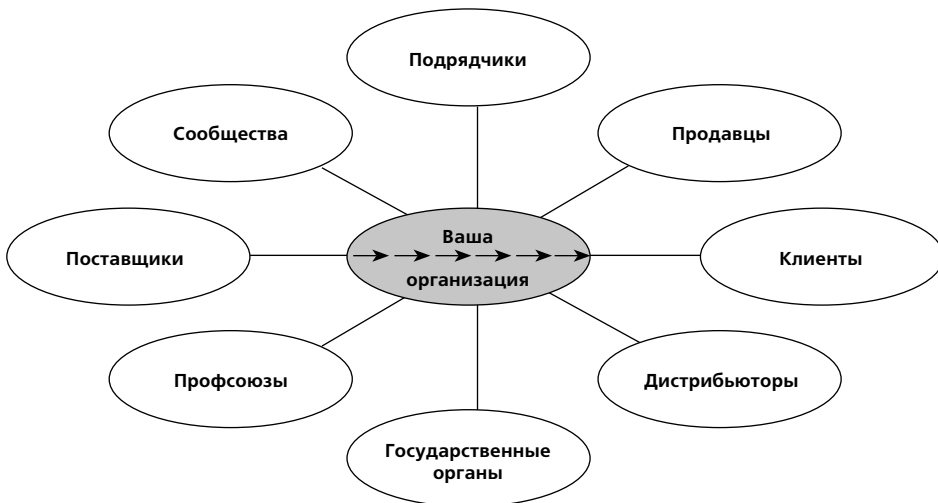 Подрядчики
Сообщества
Продавцы
Поставщики
Ваша
организация
Клиенты
Профсоюзы
Дистрибьюторы
Государственные
органы